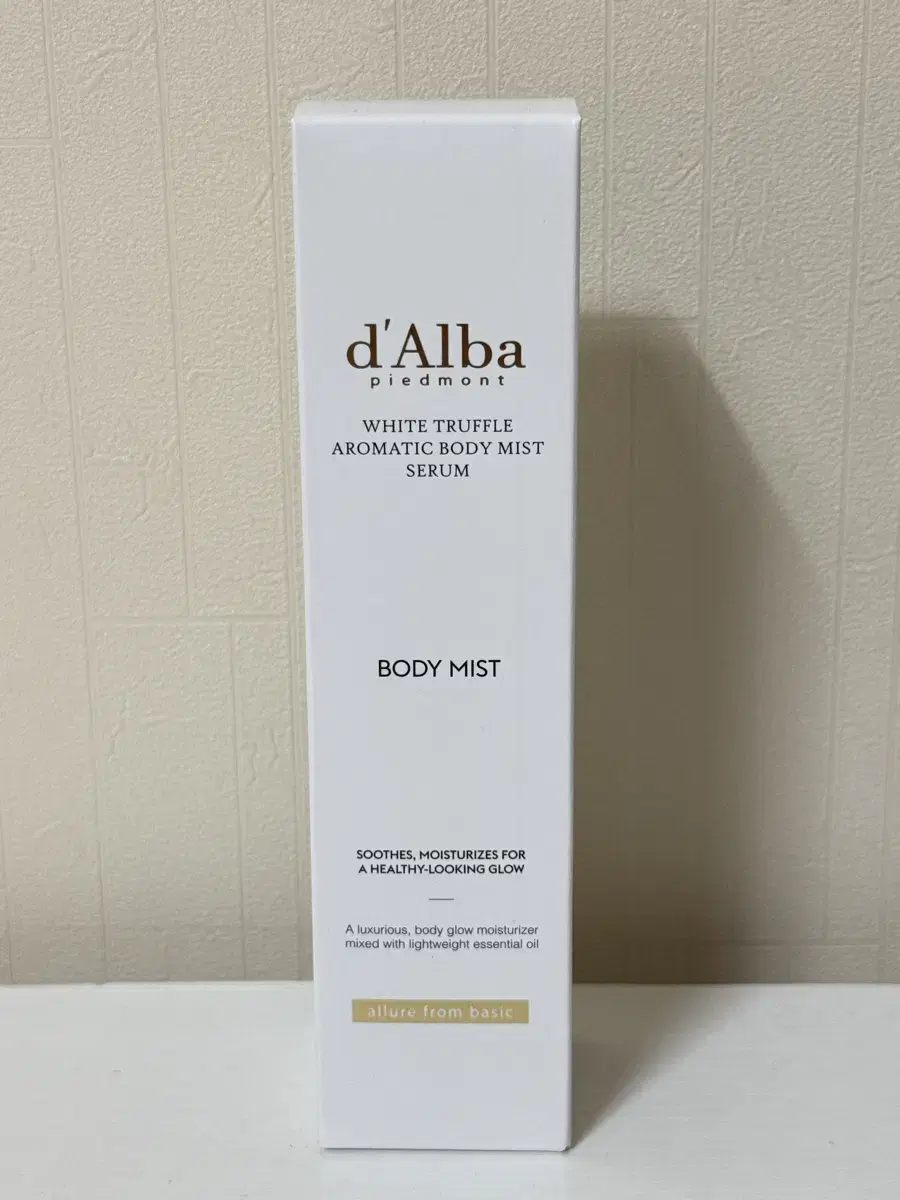 d'Alba
piedmont
WHITE TRUFFLE
AROMATIC BODY MIST
SERUM
BODY MIST
SOOTHES, MOISTURIZES FOR
A HEALTHY-LOOKING GLOW
A luxurious, body glow moisturizer
mixed with lightweight essential oil
allure from basic